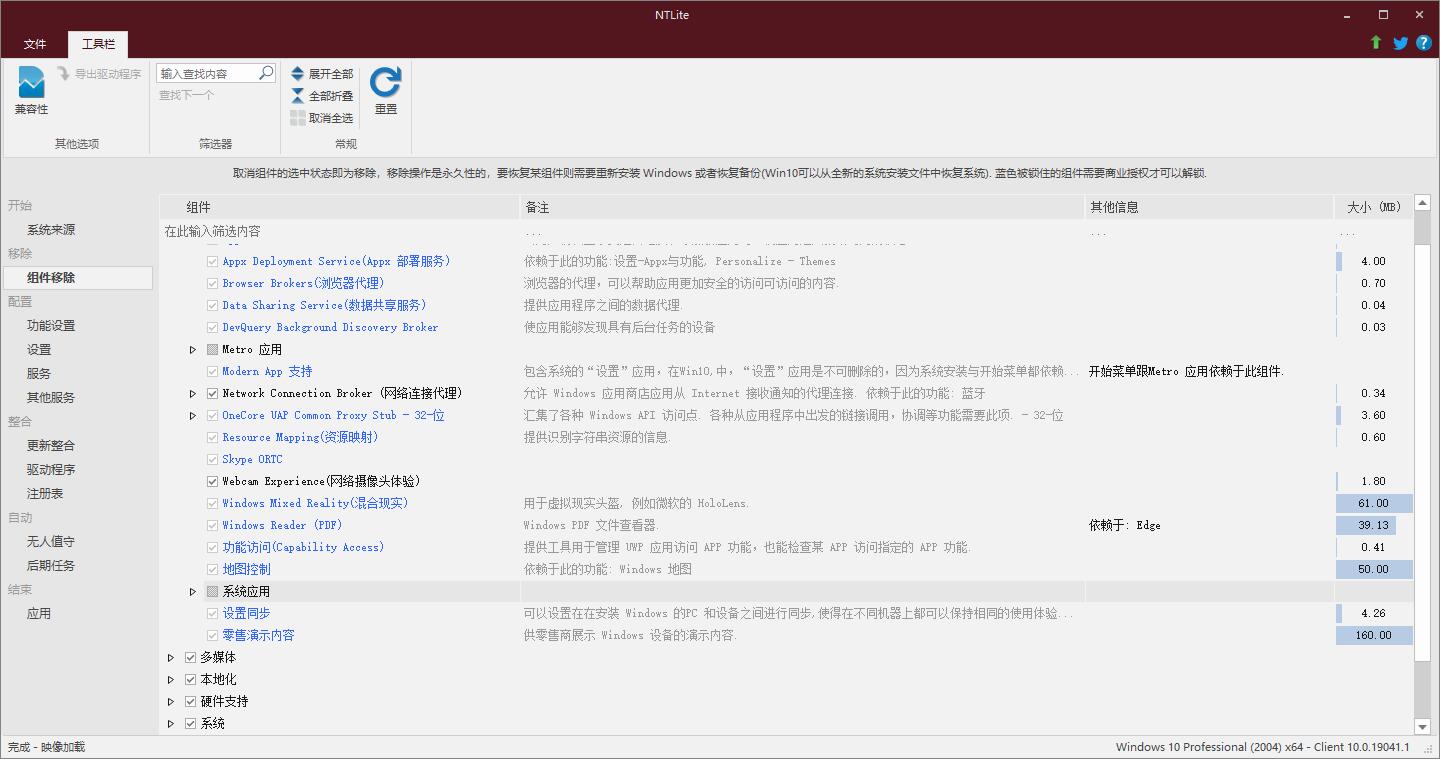 NTLite
文件
工具栏
兼容性
导出驱动程序
其他选项
输入查找内容
查找下一个
筛选器
展开全部
全部折叠
取消全选
常规
重置
取消组件的选中状态即为移除，移除操作是永久性的，要恢复某组件则需要重新安装 Windows 或者恢复备份(Win10可以从全新的系统安装文件中恢复系统). 蓝色被锁住的组件需要商业授权才可以解锁.
开始
系统来源
移除
组件移除
配置
功能设置
设置
服务
其他服务
整合
更新整合
驱动程序
注册表
自动
无人值守
后期任务
结束
应用
组件 备注 其他信息 大小 (MB)
在此输入筛选内容 ... ... ...
Appx Deployment Service(Appx 部署服务) 依赖于此的功能:设置-Appx与功能, Personalize - Themes 4.00
Browser Brokers(浏览器代理) 浏览器的代理，可以帮助应用更加安全的访问可访问的内容. 0.70
Data Sharing Service(数据共享服务) 提供应用程序之间的数据代理. 0.04
DevQuery Background Discovery Broker 使应用能够发现具有后台任务的设备 0.03
Metro 应用
Modern App 支持 包含系统的“设置”应用，在Win10,中，“设置”应用是不可删除的，因为系统安装与开始菜单都依赖... 开始菜单跟Metro 应用依赖于此组件.
Network Connection Broker (网络连接代理) 允许 Windows 应用商店应用从 Internet 接收通知的代理连接. 依赖于此的功能: 蓝牙 0.34
OneCore UAP Common Proxy Stub - 32-位 汇集了各种 Windows API 访问点. 各种从应用程序中出发的链接调用，协调等功能需要此项. - 32-位 3.60
Resource Mapping(资源映射) 提供识别字符串资源的信息. 0.60
Skype ORTC
Webcam Experience(网络摄像头体验) 1.80
Windows Mixed Reality(混合现实) 用于虚拟现实头盔, 例如微软的 HoloLens. 61.00
Windows Reader (PDF) Windows PDF 文件查看器. 依赖于: Edge 39.13
功能访问(Capability Access) 提供工具用于管理 UWP 应用访问 APP 功能，也能检查某 APP 访问指定的 APP 功能. 0.41
地图控制 依赖于此的功能: Windows 地图 50.00
系统应用
设置同步 可以设置在在安装 Windows 的PC 和设备之间进行同步,使得在不同机器上都可以保持相同的使用体验... 4.26
零售演示内容 供零售商展示 Windows 设备的演示内容. 160.00
多媒体
本地化
硬件支持
系统
完成 - 映像加载 Windows 10 Professional (2004) x64 - Client 10.0.19041.1